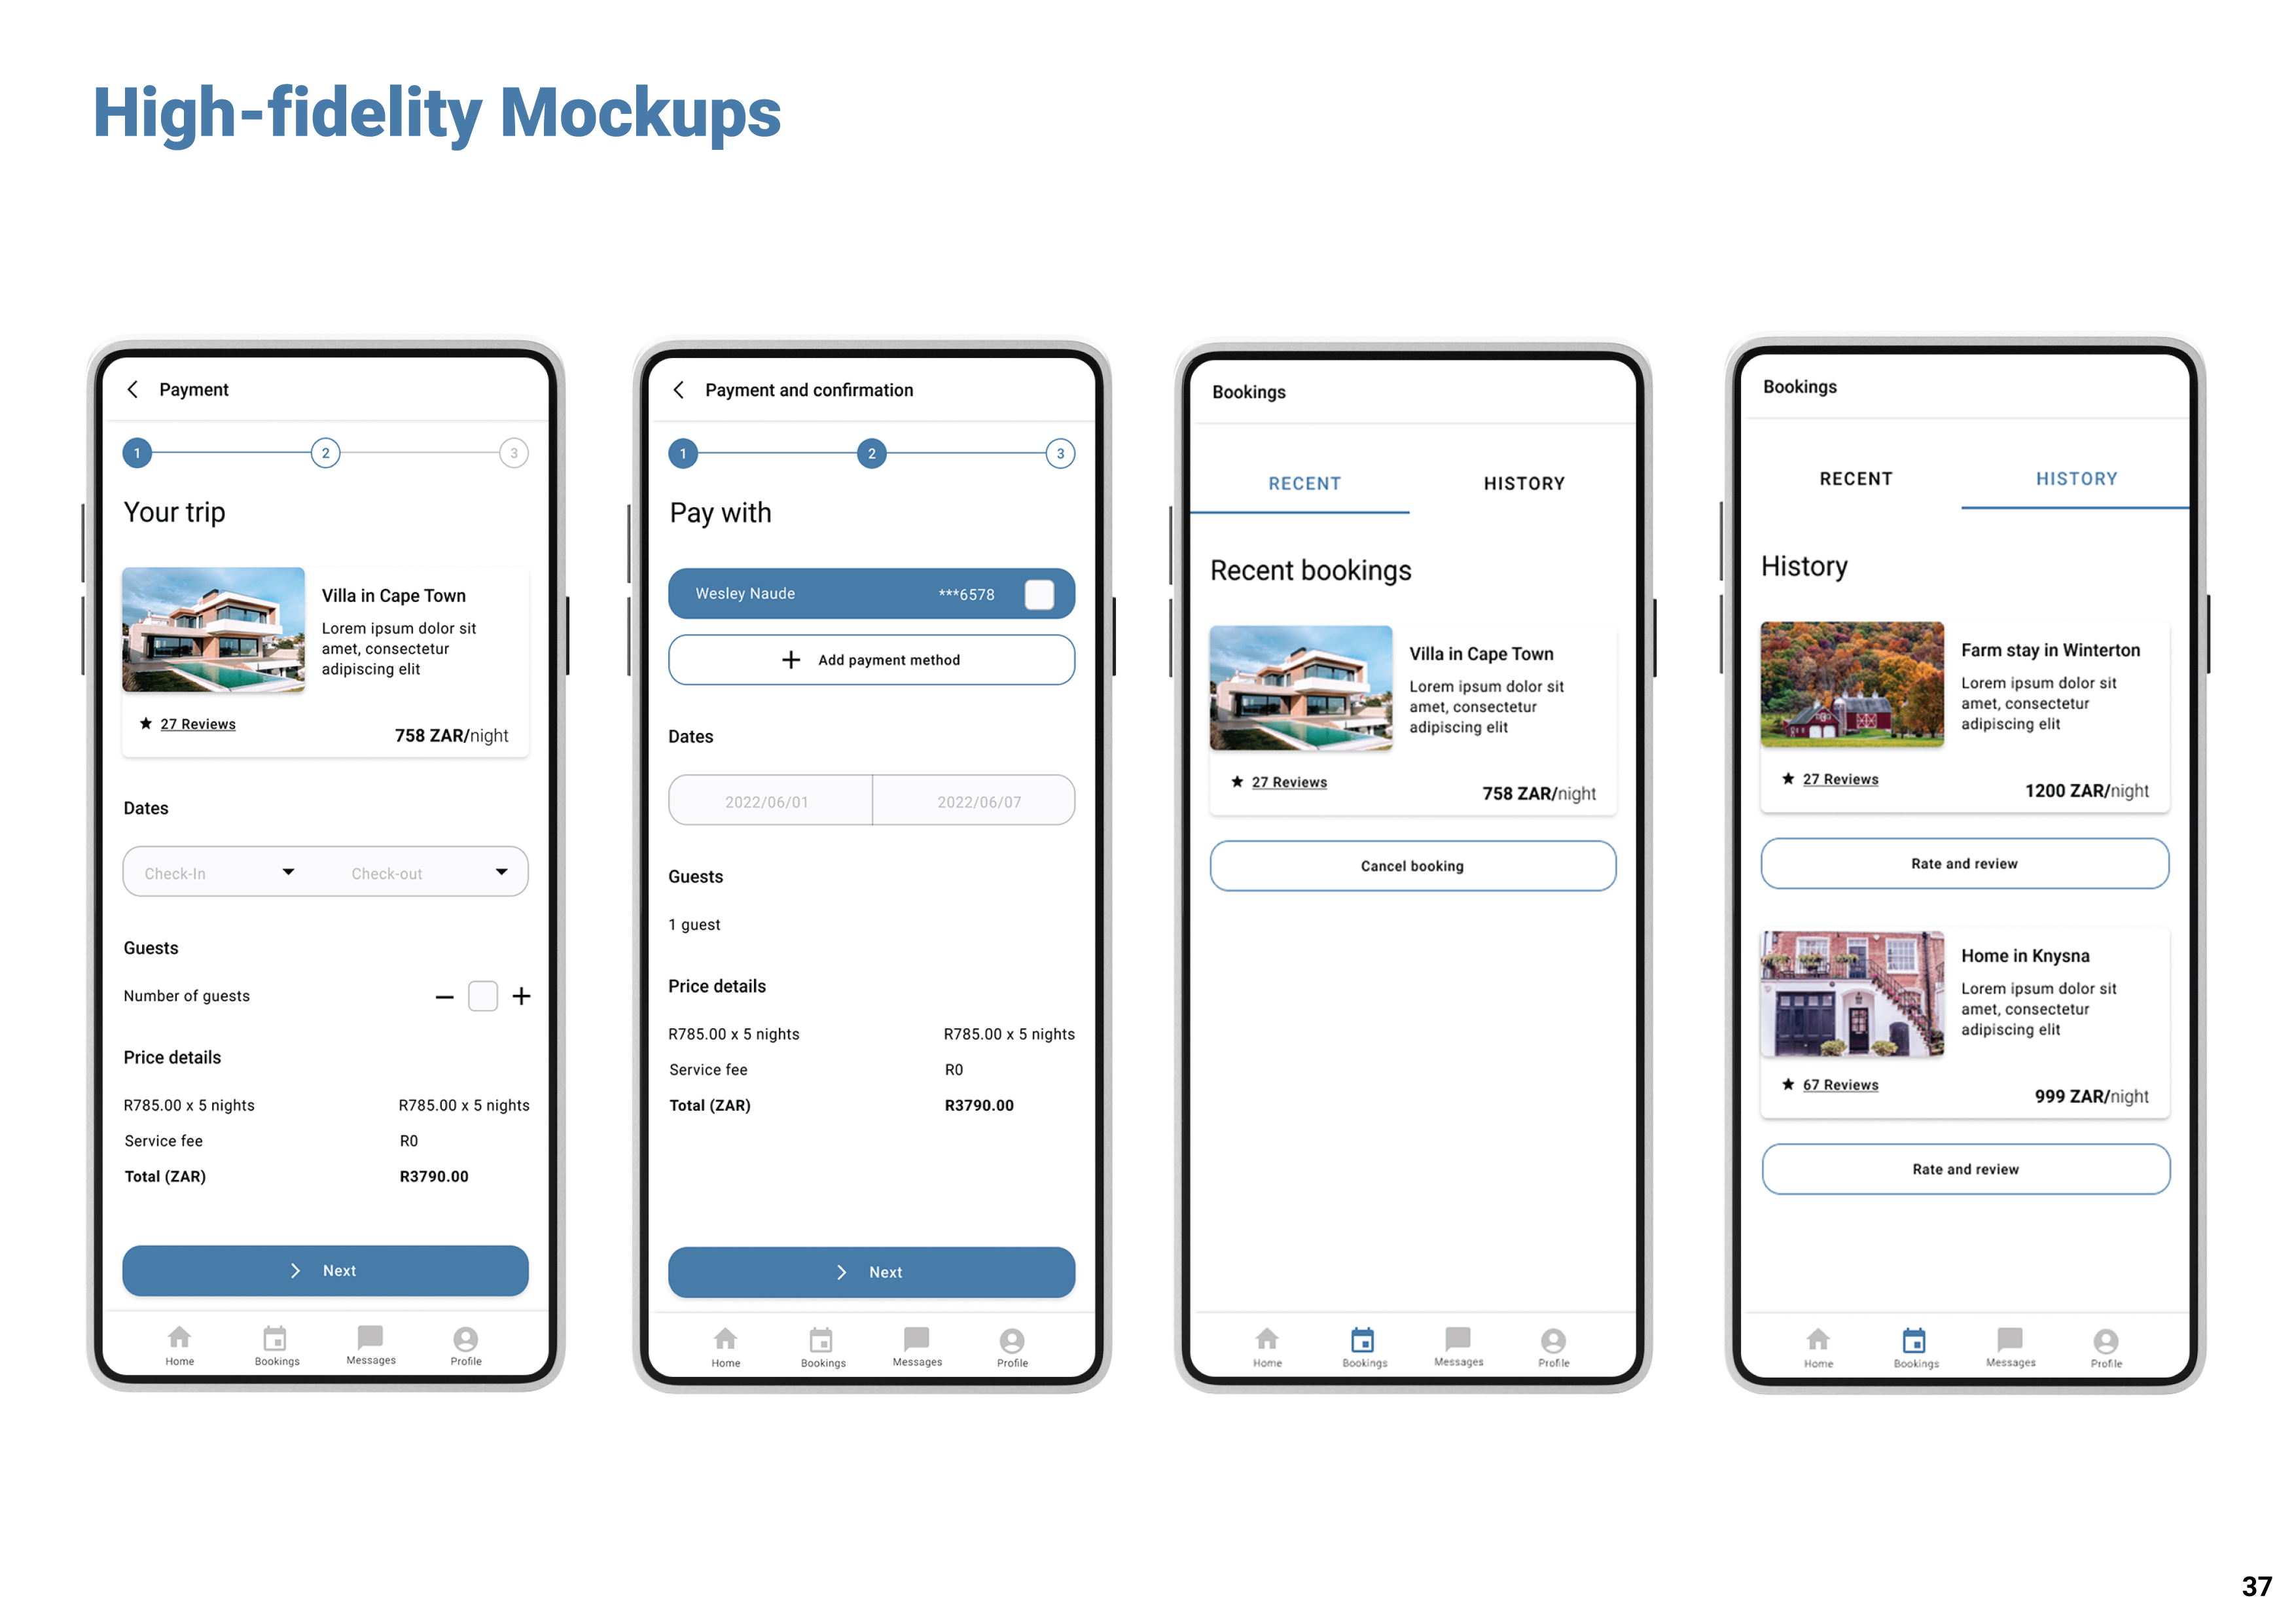 High-fidelity Mockups
Payment
1 2 3
Your trip
Villa in Cape Town
Lorem ipsum dolor sit
amet, consectetur
adipiscing elit
27 Reviews
758 ZAR/night
Dates
Check-In Check-out
Guests
Number of guests
Price details
R785.00 x 5 nights R785.00 x 5 nights
Service fee R0
Total (ZAR) R3790.00
Next
Home Bookings Messages Profile
Payment and confirmation
1 2 3
Pay with
Wesley Naude ***6578
Add payment method
Dates
2022/06/01 2022/06/07
Guests
1 guest
Price details
R785.00 x 5 nights R785.00 x 5 nights
Service fee R0
Total (ZAR) R3790.00
Next
Home Bookings Messages Profile
Bookings
RECENT HISTORY
Recent bookings
Villa in Cape Town
Lorem ipsum dolor sit
amet, consectetur
adipiscing elit
27 Reviews
758 ZAR/night
Cancel booking
Home Bookings Messages Profile
Bookings
RECENT HISTORY
History
Farm stay in Winterton
Lorem ipsum dolor sit
amet, consectetur
adipiscing elit
27 Reviews
1200 ZAR/night
Rate and review
Home in Knysna
Lorem ipsum dolor sit
amet, consectetur
adipiscing elit
67 Reviews
999 ZAR/night
Rate and review
Home Bookings Messages Profile
37